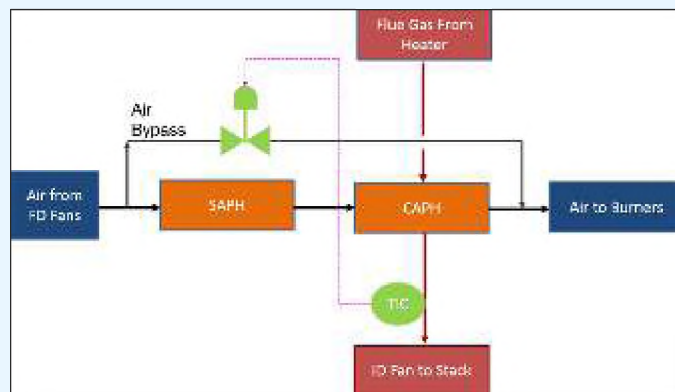 Flue Gas From
Heater
Air
Bypass
Air from
FD Fans
SAPH
CAPH
Air to Burners
TIC
ID Fan to Stack